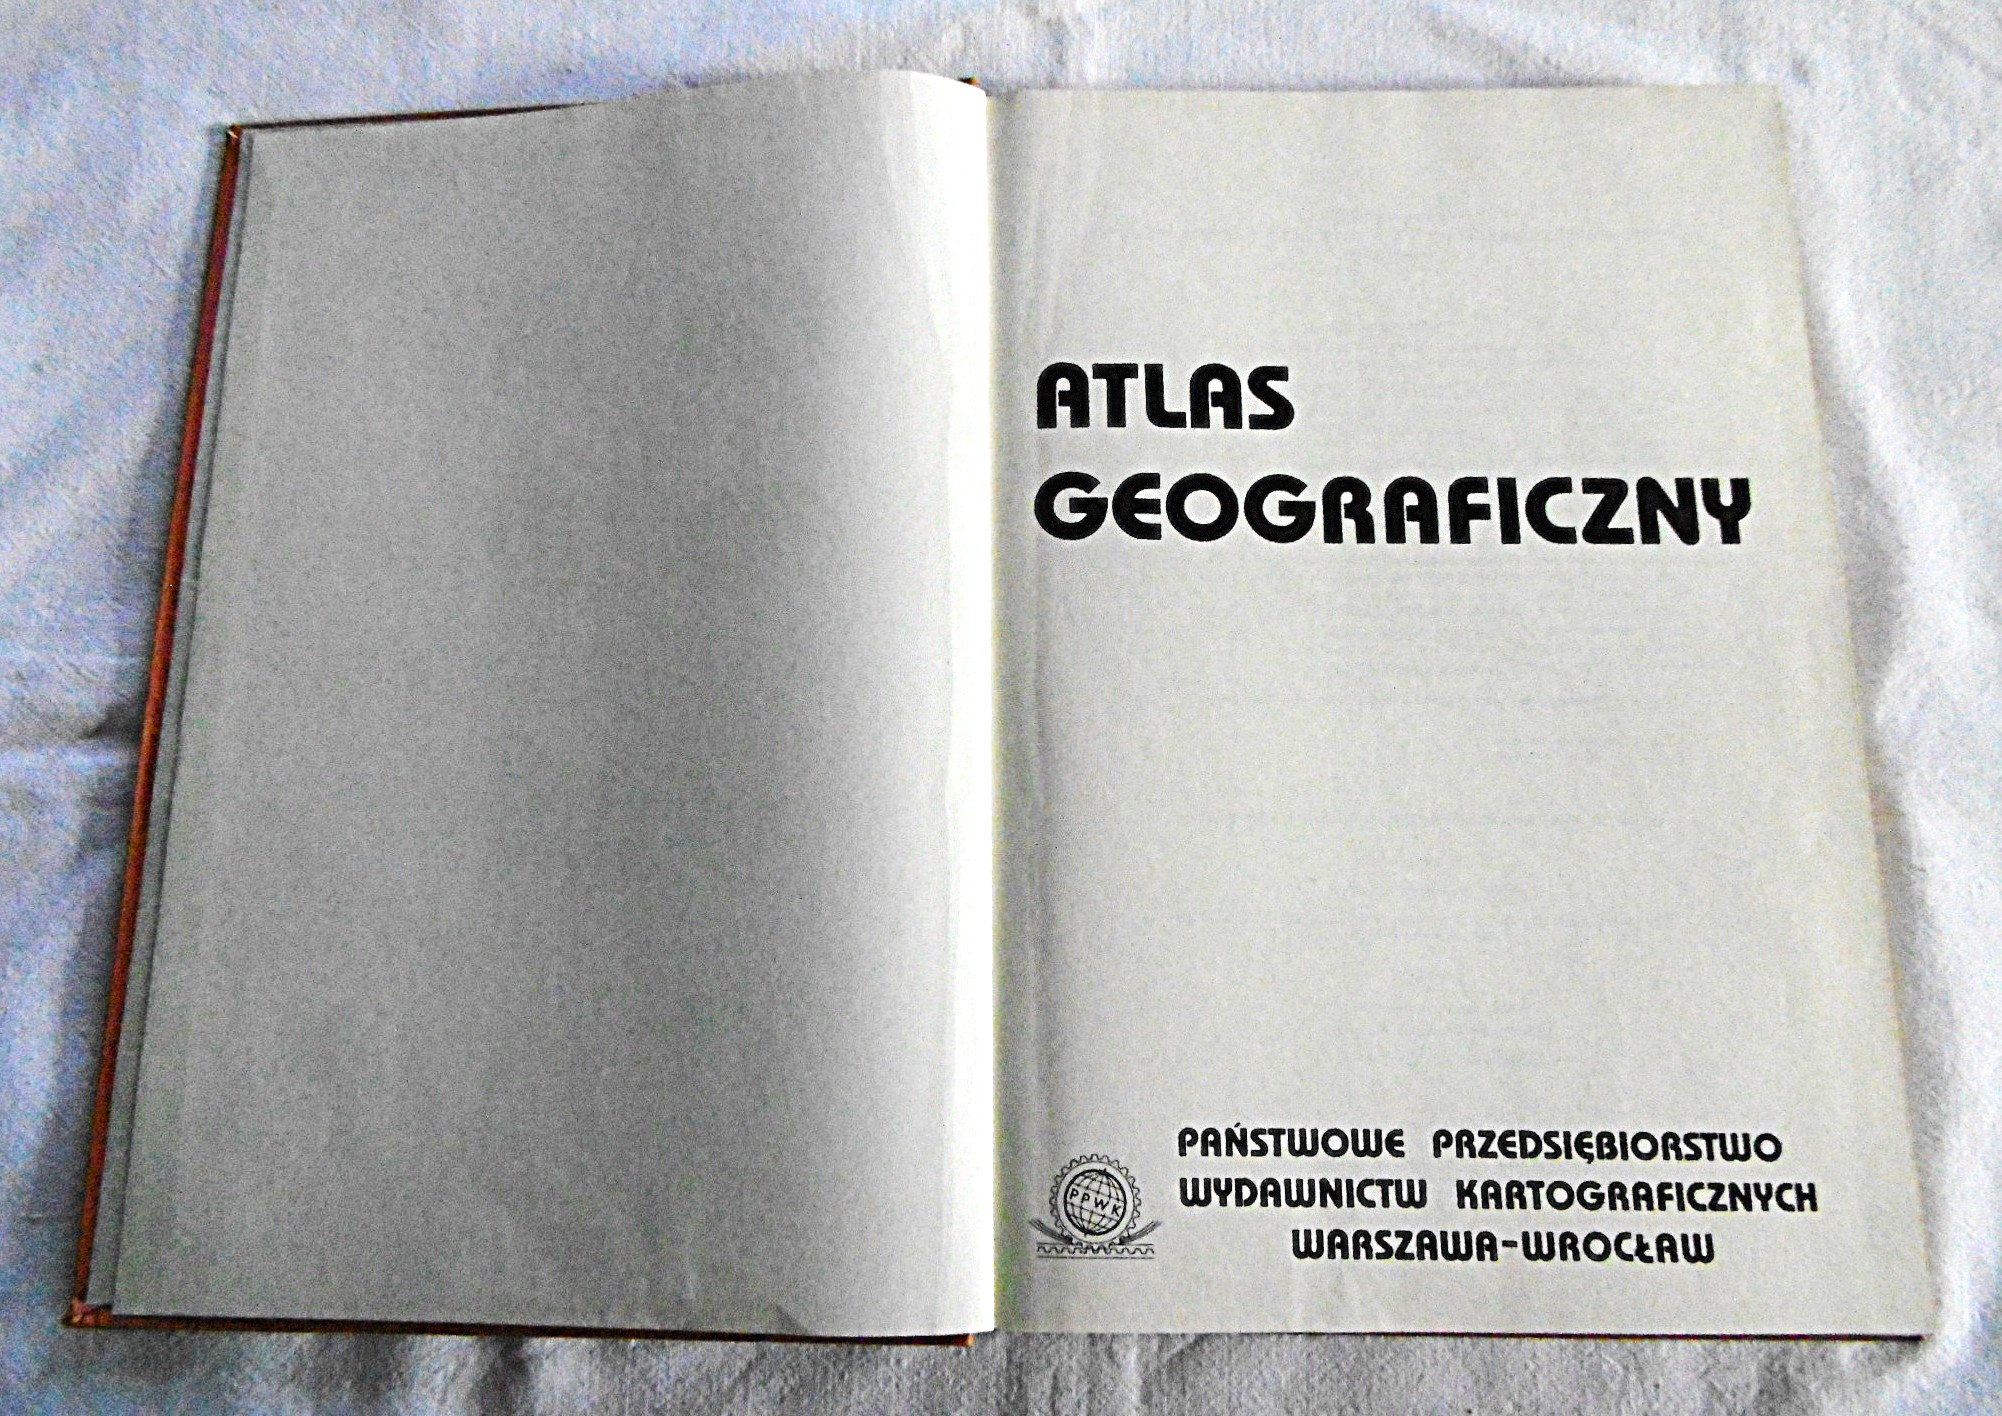 ATLAS
GEOGRAFICZNY
PAŃSTWOWE PRZEDSIĘBIORSTWO
WYDAWNICTW KARTOGRAFICZNYCH
WARSZAWA-WROCŁAW
PPWK